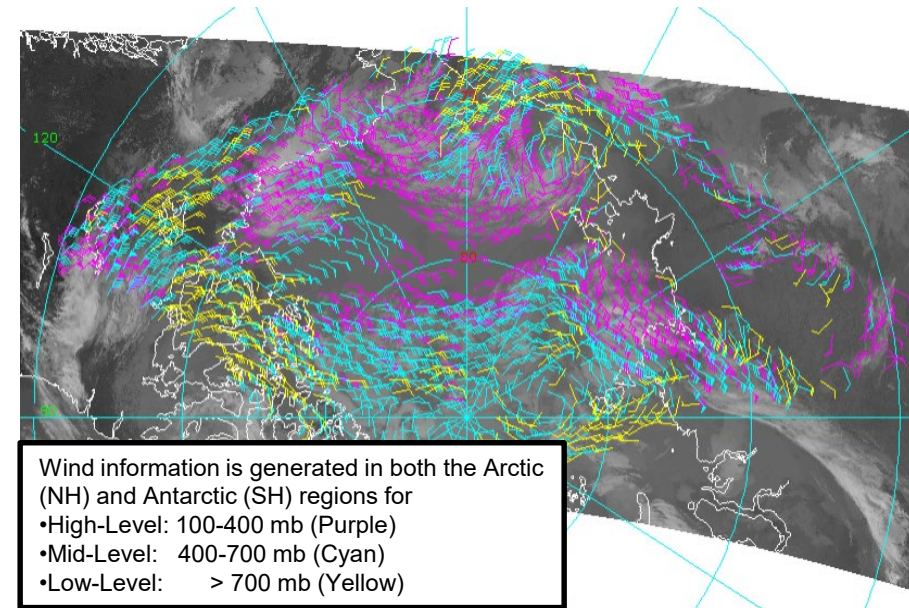 120
80
90
Wind information is generated in both the Arctic
(NH) and Antarctic (SH) regions for
•High-Level: 100-400 mb (Purple)
•Mid-Level: 400-700 mb (Cyan)
•Low-Level: > 700 mb (Yellow)